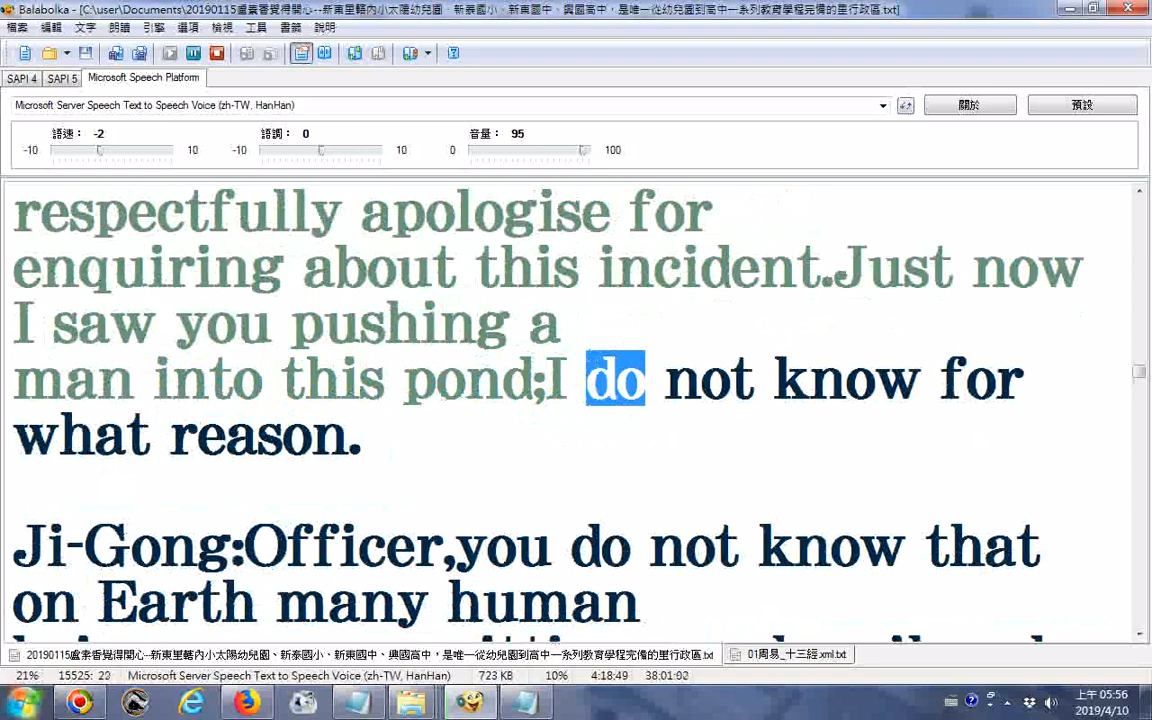 Balabolka - [C:\user\Documents\20190115盧素香覺得開心--新東里轄內小太陽幼兒園、新泰國小、新東國中、興國高中，是唯一從幼兒園到高中一系列教育學程完備的里行政區.txt]
檔案 編輯 文字 朗讀 引擎 選項 檢視 工具 書籤 說明
SAPI 4 SAPI 5 Microsoft Speech Platform
Microsoft Server Speech Text to Speech Voice (zh-TW, HanHan) 關於 預設
語速： -2 語調： 0 音量： 95
-10 10 -10 10 0 100
respectfully apologise for
enquiring about this incident.Just now
I saw you pushing a
man into this pond;I do not know for
what reason.
Ji-Gong:Officer,you do not know that
on Earth many human
20190115盧素香覺得開心--新東里轄內小太陽幼兒園、新泰國小、新東國中、興國高中，是唯一從幼兒園到高中一系列教育學程完備的里行政區.txt 01周易_十三經.xml.txt
21% 15525: 20 Microsoft Server Speech Text to Speech Voice (zh-TW, HanHan) 723 KB 10% 4:18:49 38:01:90
上午 05:56
2019/4/10